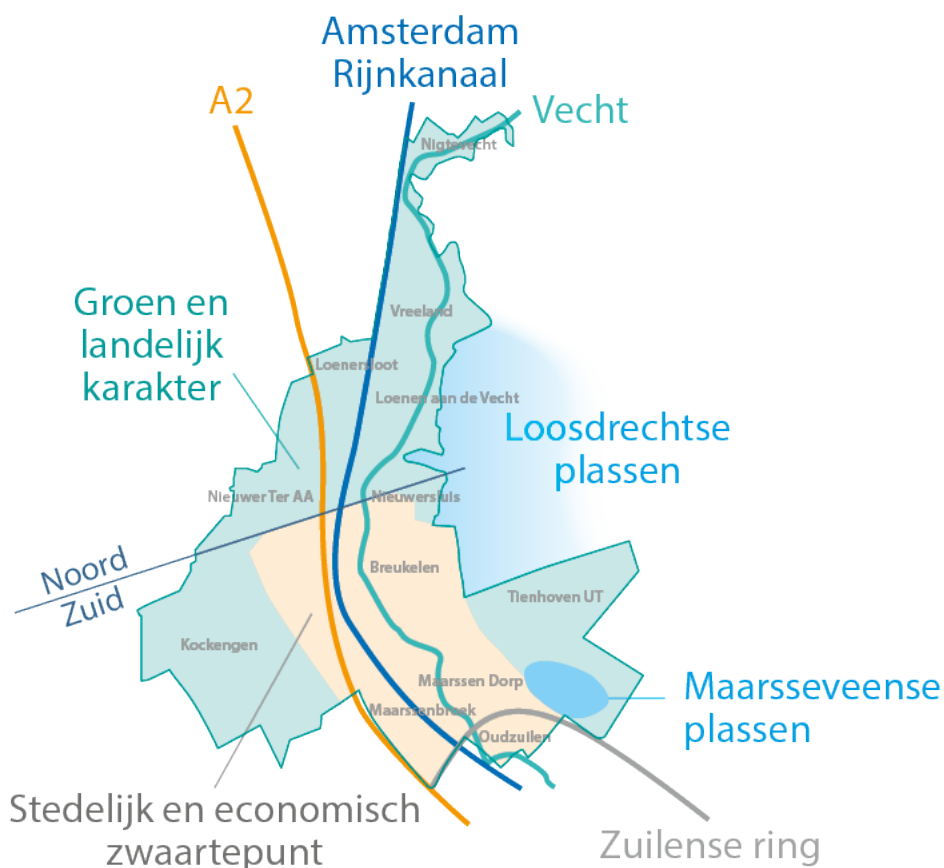 Amsterdam
Rijnkanaal
A2
Vecht
Nigtevecht
Groen en
landelijk
karakter
Vreeland
Loenersloot
Loenen aan de Vecht
Loosdrechtse
plassen
Nieuwer Ter AA
Nieuwersluis
Noord
Zuid
Breukelen
Tienhoven UT
Kockengen
Maarssen Dorp
Maarsseveense
plassen
Maarssenbroek
Oudzuilen
Stedelijk en economisch
zwaartepunt
Zuilense ring